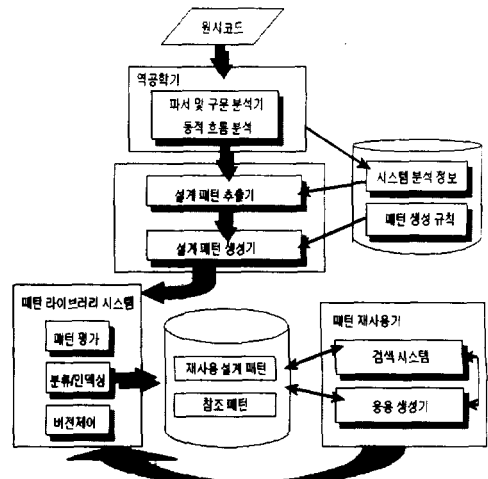 원시코드
역공학기
파서 및 구문 분석기
동적 흐름 분석
시스템 분석 정보
패턴 생성 규칙
설계 패턴 추출기
설계 패턴 생성기
패턴 라이브러리 시스템
패턴 평가
분류/인덱싱
버전제어
재사용 설계 패턴
참조 패턴
패턴 재사용기
검색 시스템
응용 생성기